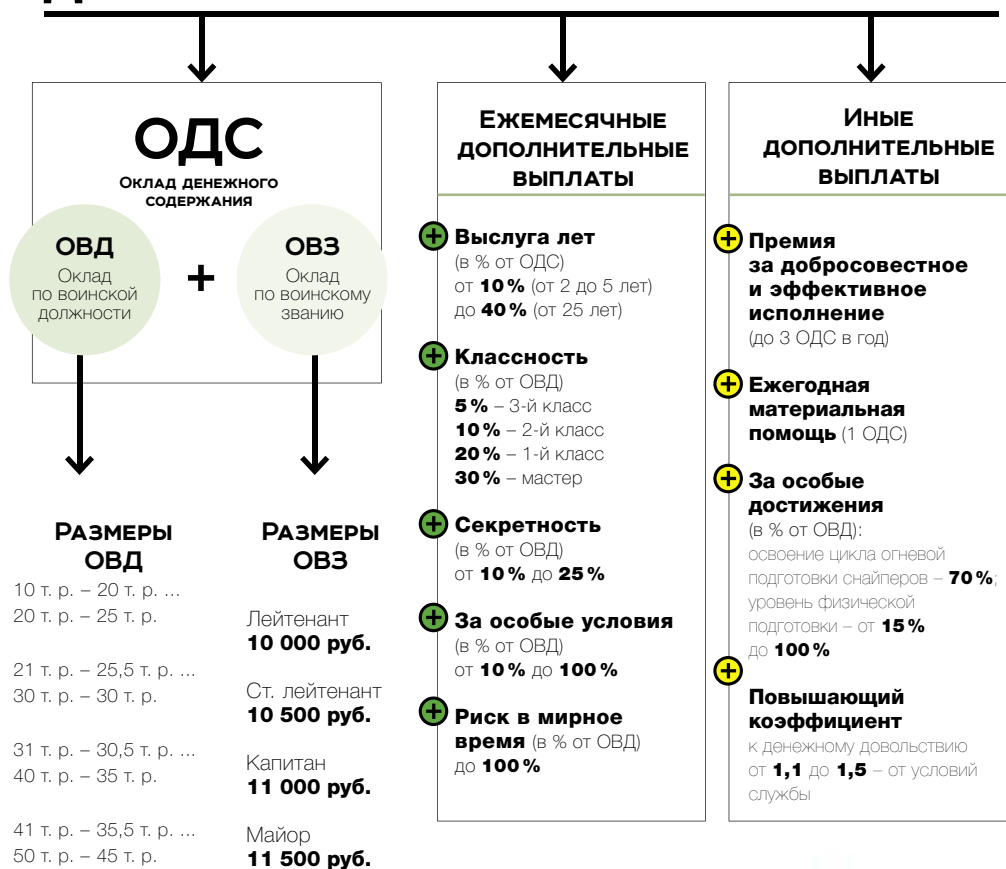 ОДС
Оклад денежного
содержания
ОВД
Оклад
по воинской
должности
+
ОВЗ
Оклад
по воинскому
званию
Размеры
ОВД
10 т. р. – 20 т. р. ...
20 т. р. – 25 т. р.
21 т. р. – 25,5 т. р. ...
30 т. р. – 30 т. р.
31 т. р. – 30,5 т. р. ...
40 т. р. – 35 т. р.
41 т. р. – 35,5 т. р. ...
50 т. р. – 45 т. р.
Размеры
ОВЗ
Лейтенант
10 000 руб.
Ст. лейтенант
10 500 руб.
Капитан
11 000 руб.
Майор
11 500 руб.
Ежемесячные
дополнительные
выплаты
+ Выслуга лет
(в % от ОДС)
от 10 % (от 2 до 5 лет)
до 40 % (от 25 лет)
+ Классность
(в % от ОВД)
5 % – 3-й класс
10 % – 2-й класс
20 % – 1-й класс
30 % – мастер
+ Секретность
(в % от ОВД)
от 10 % до 25 %
+ За особые условия
(в % от ОВД)
от 10 % до 100 %
+ Риск в мирное
время (в % от ОВД)
до 100 %
Иные
дополнительные
выплаты
+ Премия
за добросовестное
и эффективное
исполнение
(до 3 ОДС в год)
+ Ежегодная
материальная
помощь (1 ОДС)
+ За особые
достижения
(в % от ОВД):
освоение цикла огневой
подготовки снайперов – 70 %;
уровень физической
подготовки – от 15 %
до 100 %
+
Повышающий
коэффициент
к денежному довольствию
от 1,1 до 1,5 – от условий
службы